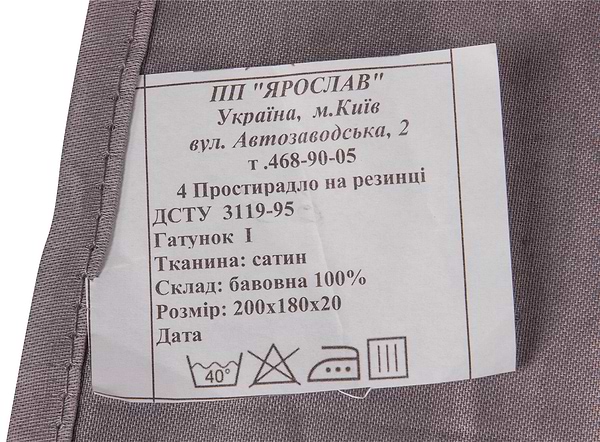 ПП "ЯРОСЛАВ"
Україна, м.Київ
вул. Автозаводська, 2
т .468-90-05
4 Простирадло на резинці
ДСТУ 3119-95
Гатунок I
Тканина: сатин
Склад: бавовна 100%
Розмір: 200х180х20
Дата
40°